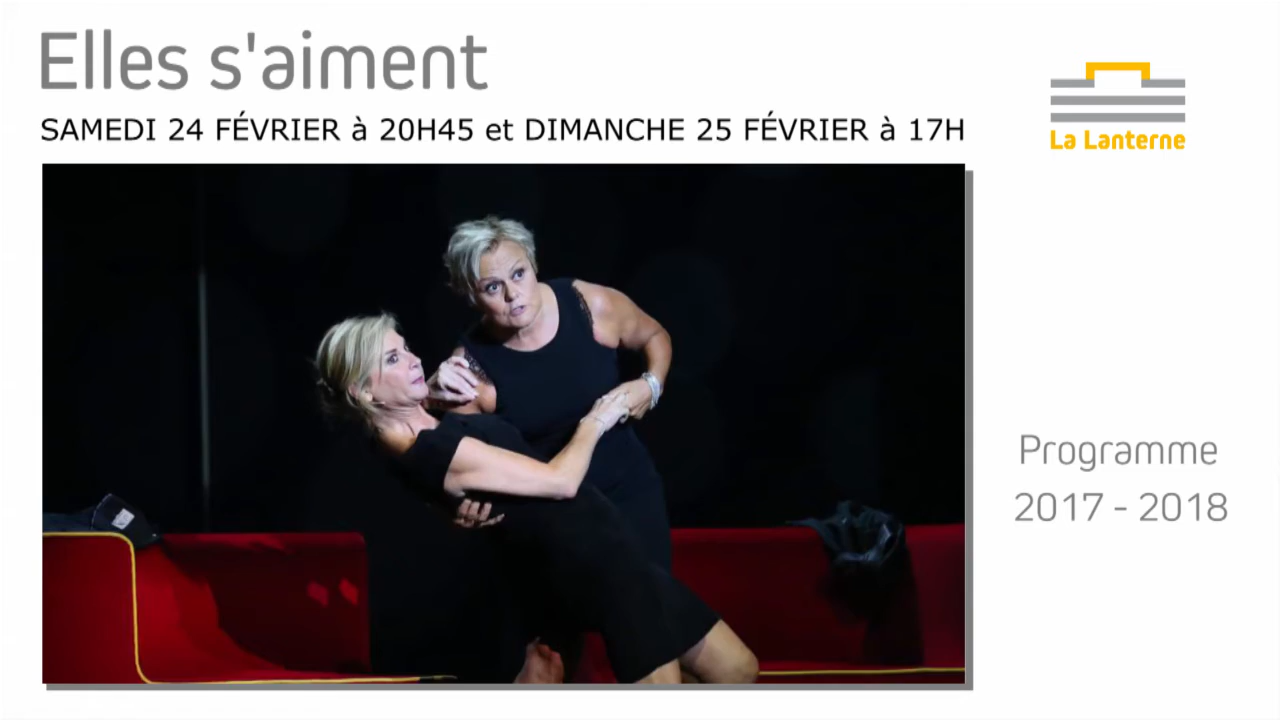 Elles s'aiment
SAMEDI 24 FÉVRIER à 20H45 et DIMANCHE 25 FÉVRIER à 17H
La Lanterne
Programme
2017 - 2018